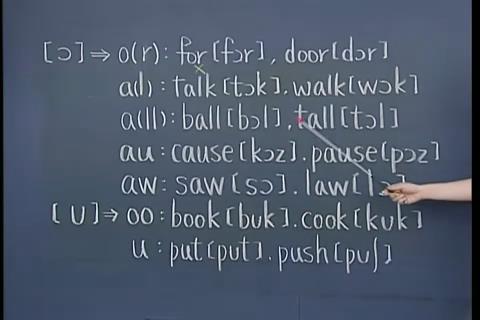 [ɔ] ⇒ o(r): for[fɔr], door[dɔr]
a(l): talk[tɔk]. walk[wɔk]
a(ll): ball[bɔl], tall[tɔl]
au: cause[kɔz]. pause[pɔz]
aw: saw[sɔ]. law[lɔ]
[U] ⇒ oo: book[bUk]. cook[kUk]
u: put[pUt]. push[pUʃ]